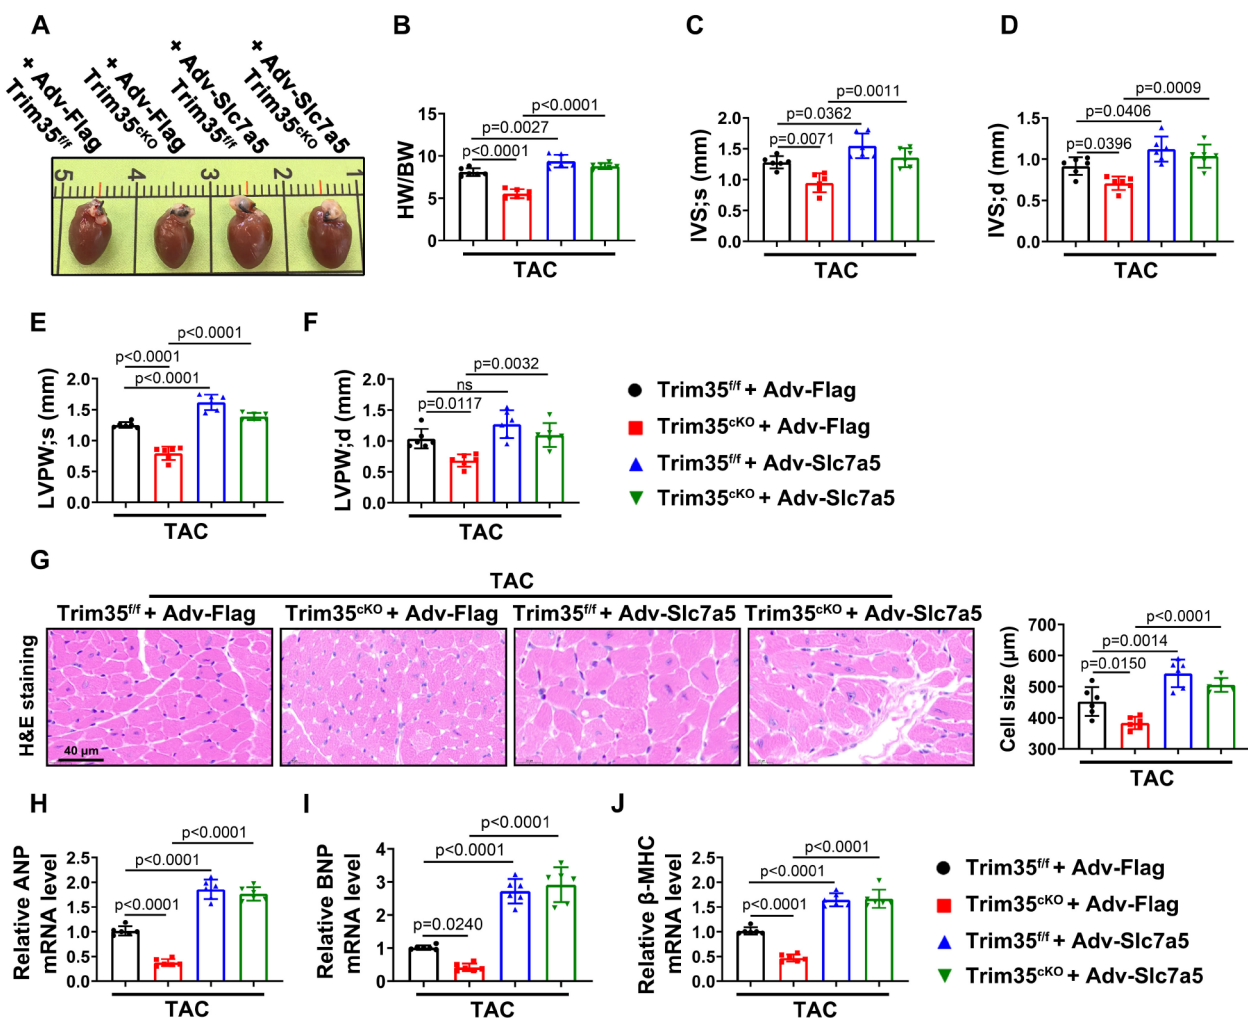 A
+ Adv-Flag
Trim35f/f
+ Adv-Flag
Trim35cKO
+ Adv-Slc7a5
Trim35f/f
+ Adv-Slc7a5
Trim35cKO
5 4 3 2 1
B
HW/BW
15
10
5
0
p<0.0001
p=0.0027
p<0.0001
TAC
C
IVS;s (mm)
2.0
1.5
1.0
0.5
0.0
p=0.0011
p=0.0362
p=0.0071
TAC
D
IVS;d (mm)
1.5
1.0
0.5
0.0
p=0.0009
p=0.0406
p=0.0396
TAC
E
LVPW;s (mm)
2.0
1.5
1.0
0.5
0.0
p<0.0001
p<0.0001
p<0.0001
TAC
F
LVPW;d (mm)
2.0
1.5
1.0
0.5
0.0
p=0.0032
ns
p=0.0117
TAC
Trim35f/f + Adv-Flag
Trim35cKO + Adv-Flag
Trim35f/f + Adv-Slc7a5
Trim35cKO + Adv-Slc7a5
G
TAC
Trim35f/f + Adv-Flag Trim35cKO + Adv-Flag Trim35f/f + Adv-Slc7a5 Trim35cKO + Adv-Slc7a5
H&E staining
40 μm
Cell size (μm)
700
600
500
400
300
p<0.0001
p=0.0014
p=0.0150
TAC
H
Relative ANP
mRNA level
2.5
2.0
1.5
1.0
0.5
0.0
p<0.0001
p<0.0001
p<0.0001
TAC
I
Relative BNP
mRNA level
4
3
2
1
0
p<0.0001
p<0.0001
p=0.0240
TAC
J
Relative β-MHC
mRNA level
2.5
2.0
1.5
1.0
0.5
0.0
p<0.0001
p<0.0001
p<0.0001
TAC
Trim35f/f + Adv-Flag
Trim35cKO + Adv-Flag
Trim35f/f + Adv-Slc7a5
Trim35cKO + Adv-Slc7a5